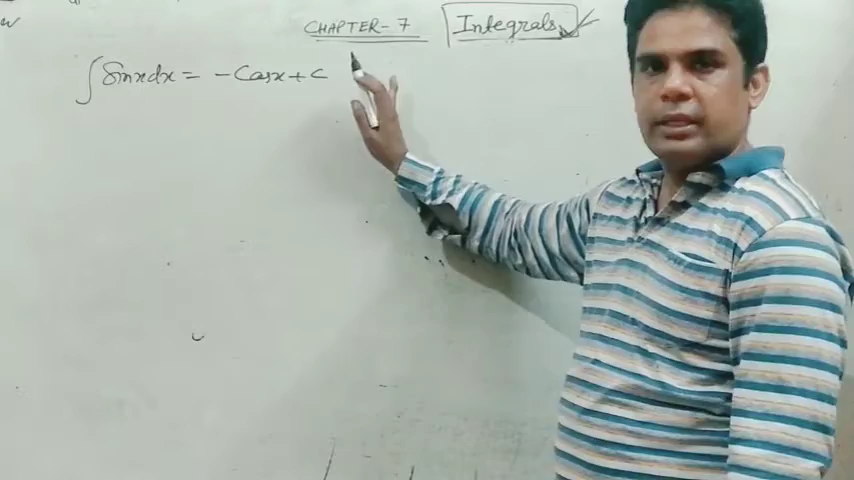 CHAPTER-7 Integrals
∫ Sinxdx = - Cosx + C